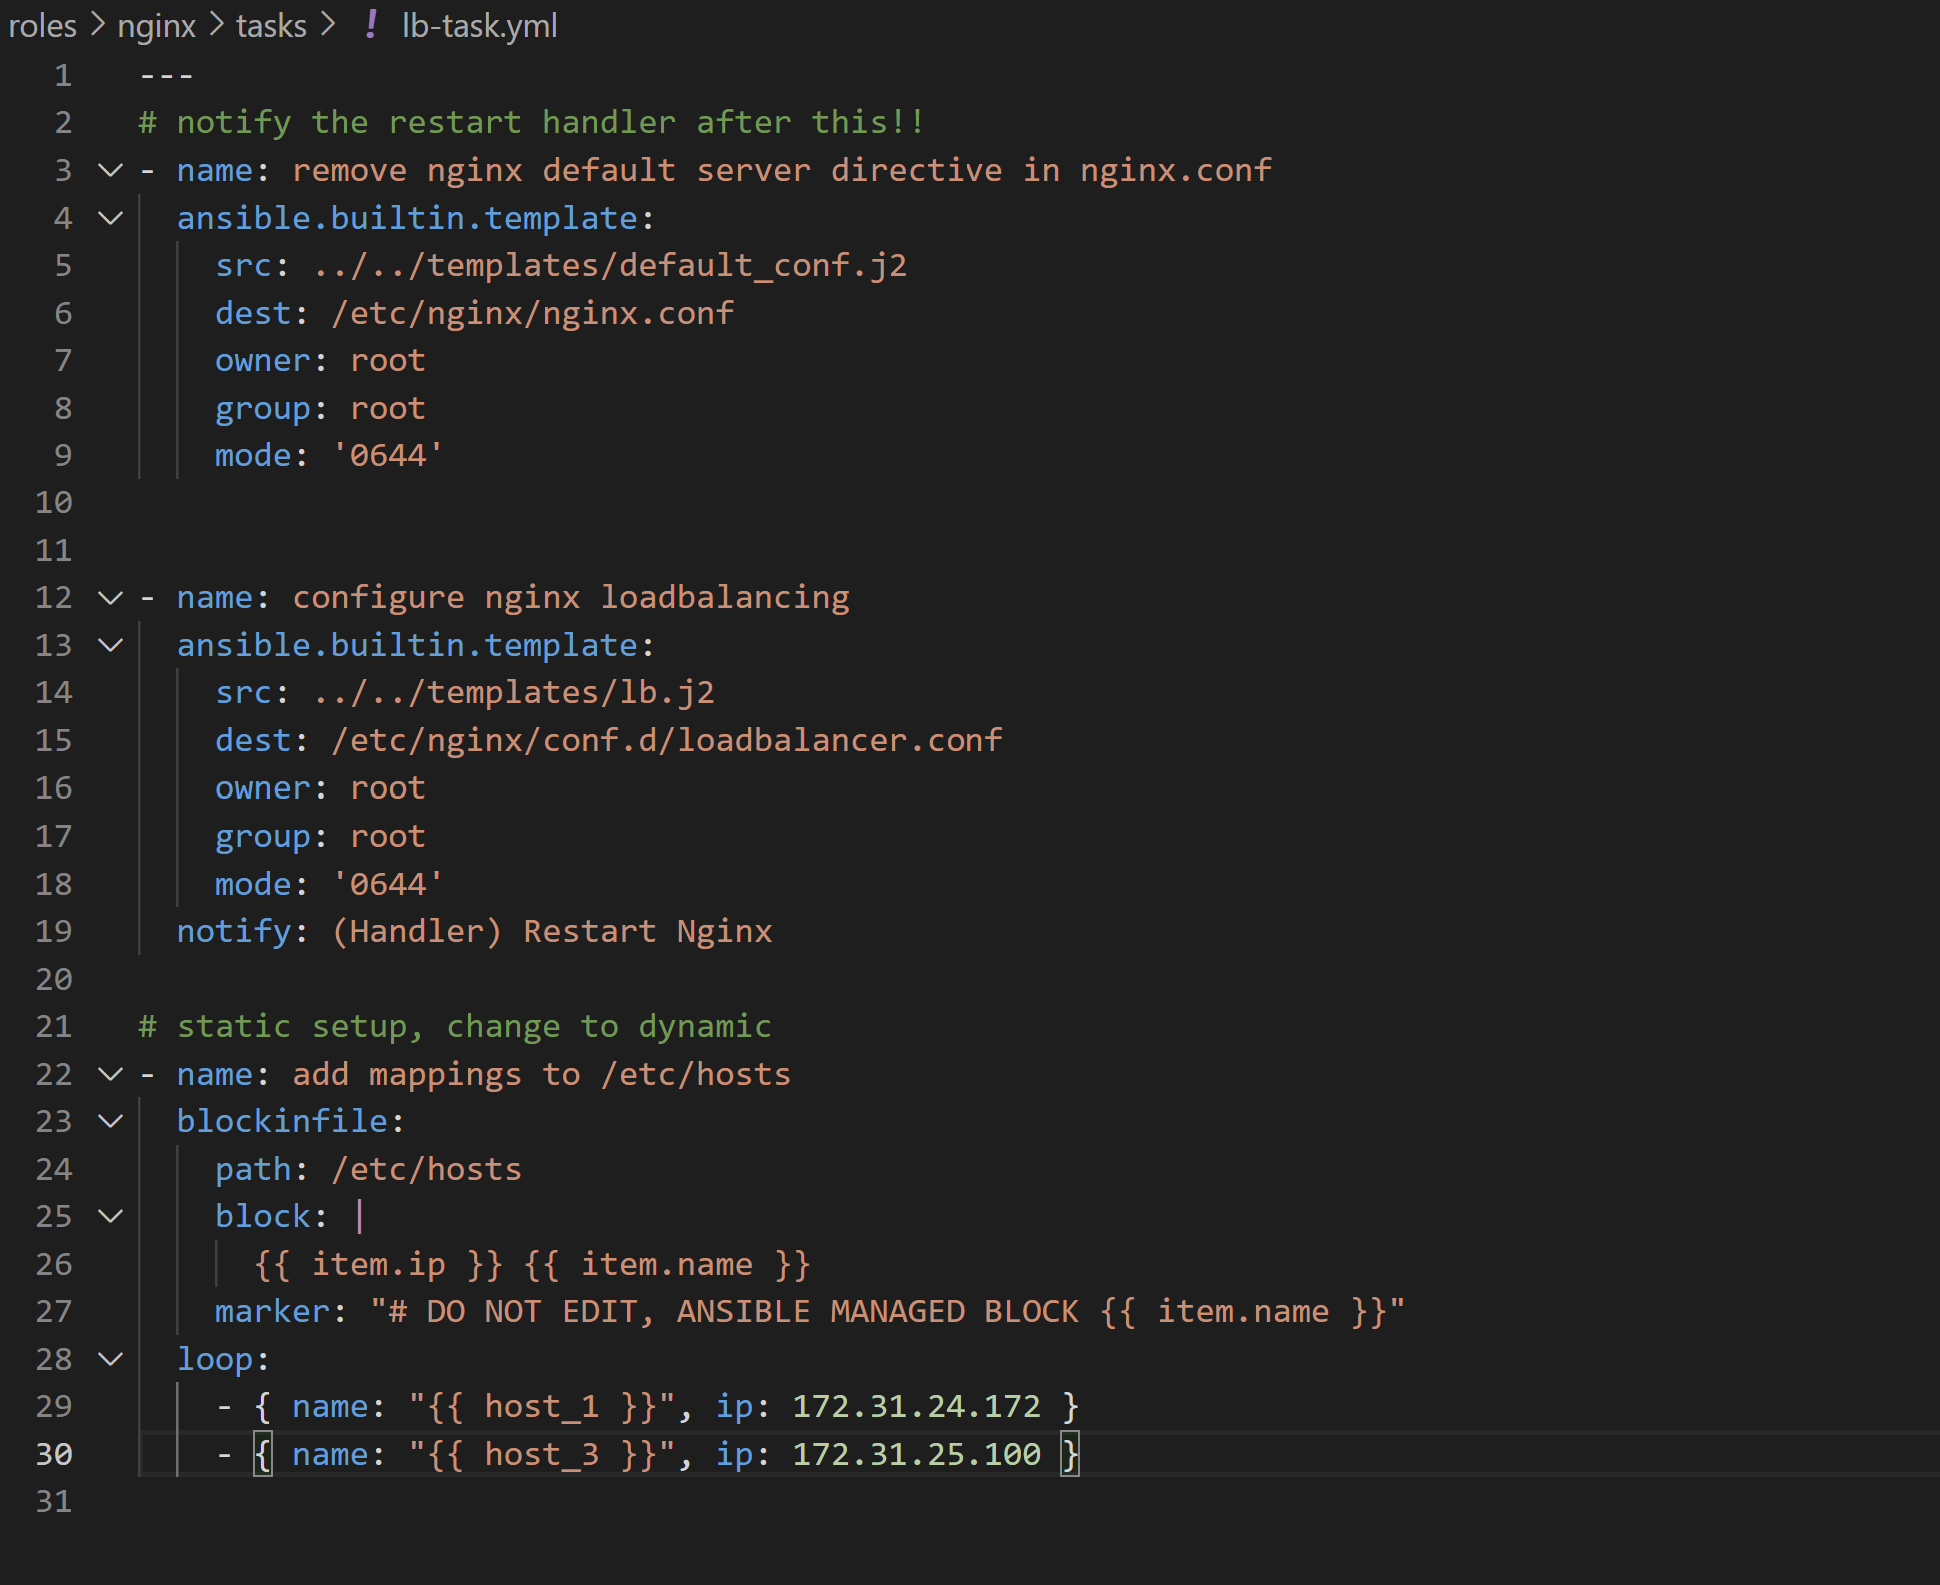 roles > nginx > tasks > ! lb-task.yml
1 ---
2 # notify the restart handler after this!!
3 - name: remove nginx default server directive in nginx.conf
4   ansible.builtin.template:
5     src: ../../templates/default_conf.j2
6     dest: /etc/nginx/nginx.conf
7     owner: root
8     group: root
9     mode: '0644'
10
11
12 - name: configure nginx loadbalancing
13   ansible.builtin.template:
14     src: ../../templates/lb.j2
15     dest: /etc/nginx/conf.d/loadbalancer.conf
16     owner: root
17     group: root
18     mode: '0644'
19   notify: (Handler) Restart Nginx
20
21 # static setup, change to dynamic
22 - name: add mappings to /etc/hosts
23   blockinfile:
24     path: /etc/hosts
25     block: |
26       {{ item.ip }} {{ item.name }}
27     marker: "# DO NOT EDIT, ANSIBLE MANAGED BLOCK {{ item.name }}"
28   loop:
29     - { name: "{{ host_1 }}", ip: 172.31.24.172 }
30     - { name: "{{ host_3 }}", ip: 172.31.25.100 }
31